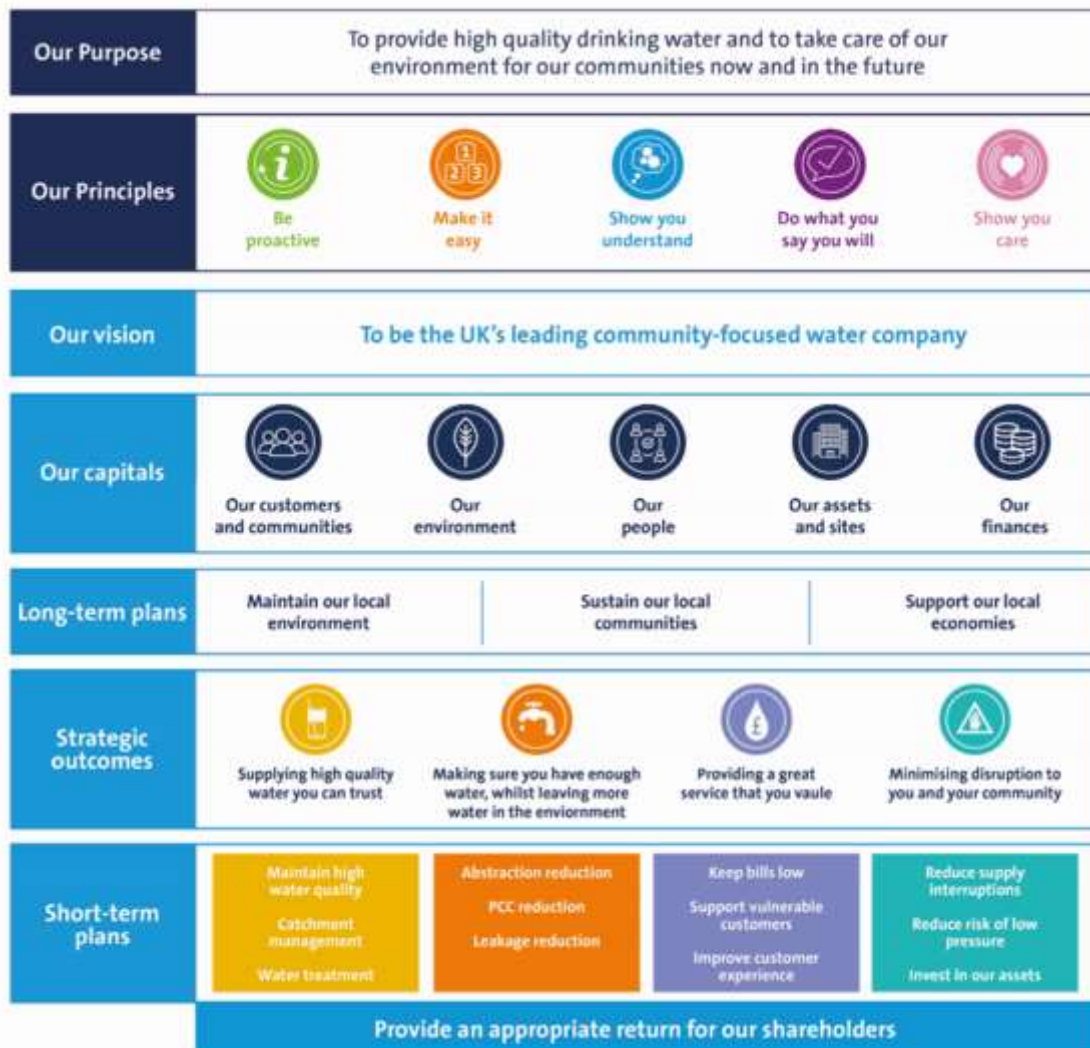 Our Purpose
To provide high quality drinking water and to take care of our
environment for our communities now and in the future
Our Principles
1
2 3
Be
proactive
Make it
easy
Show you
understand
Do what you
say you will
Show you
care
Our vision
To be the UK's leading community-focused water company
Our capitals
Our customers
and communities
Our
environment
Our
people
Our assets
and sites
Our
finances
Long-term plans
Maintain our local
environment
Sustain our local
communities
Support our local
economies
Strategic
outcomes
£
Supplying high quality
water you can trust
Making sure you have enough
water, whilst leaving more
water in the enviornment
Providing a great
service that you vaule
Minimising disruption to
you and your community
Short-term
plans
Maintain high
water quality
Catchment
management
Water treatment
Abstraction reduction
PCC reduction
Leakage reduction
Keep bills low
Support vulnerable
customers
Improve customer
experience
Reduce supply
interruptions
Reduce risk of low
pressure
Invest in our assets
Provide an appropriate return for our shareholders